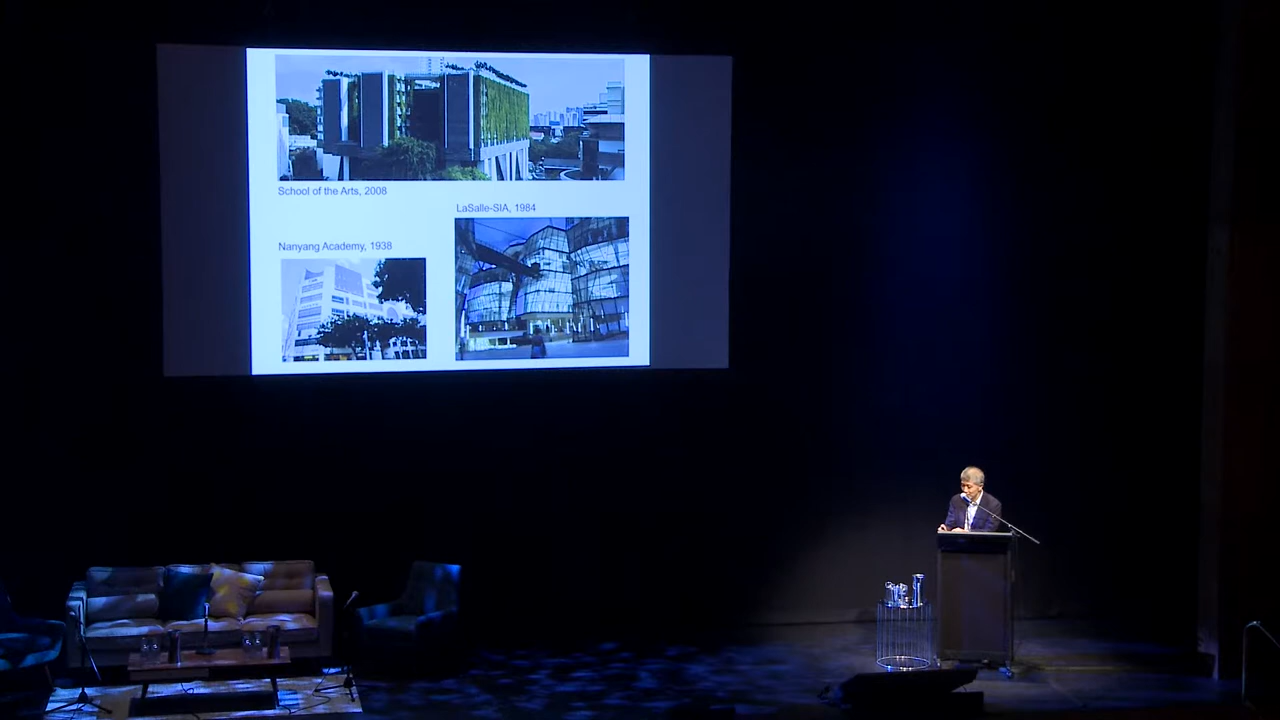 School of the Arts, 2008
LaSalle-SIA, 1984
Nanyang Academy, 1938